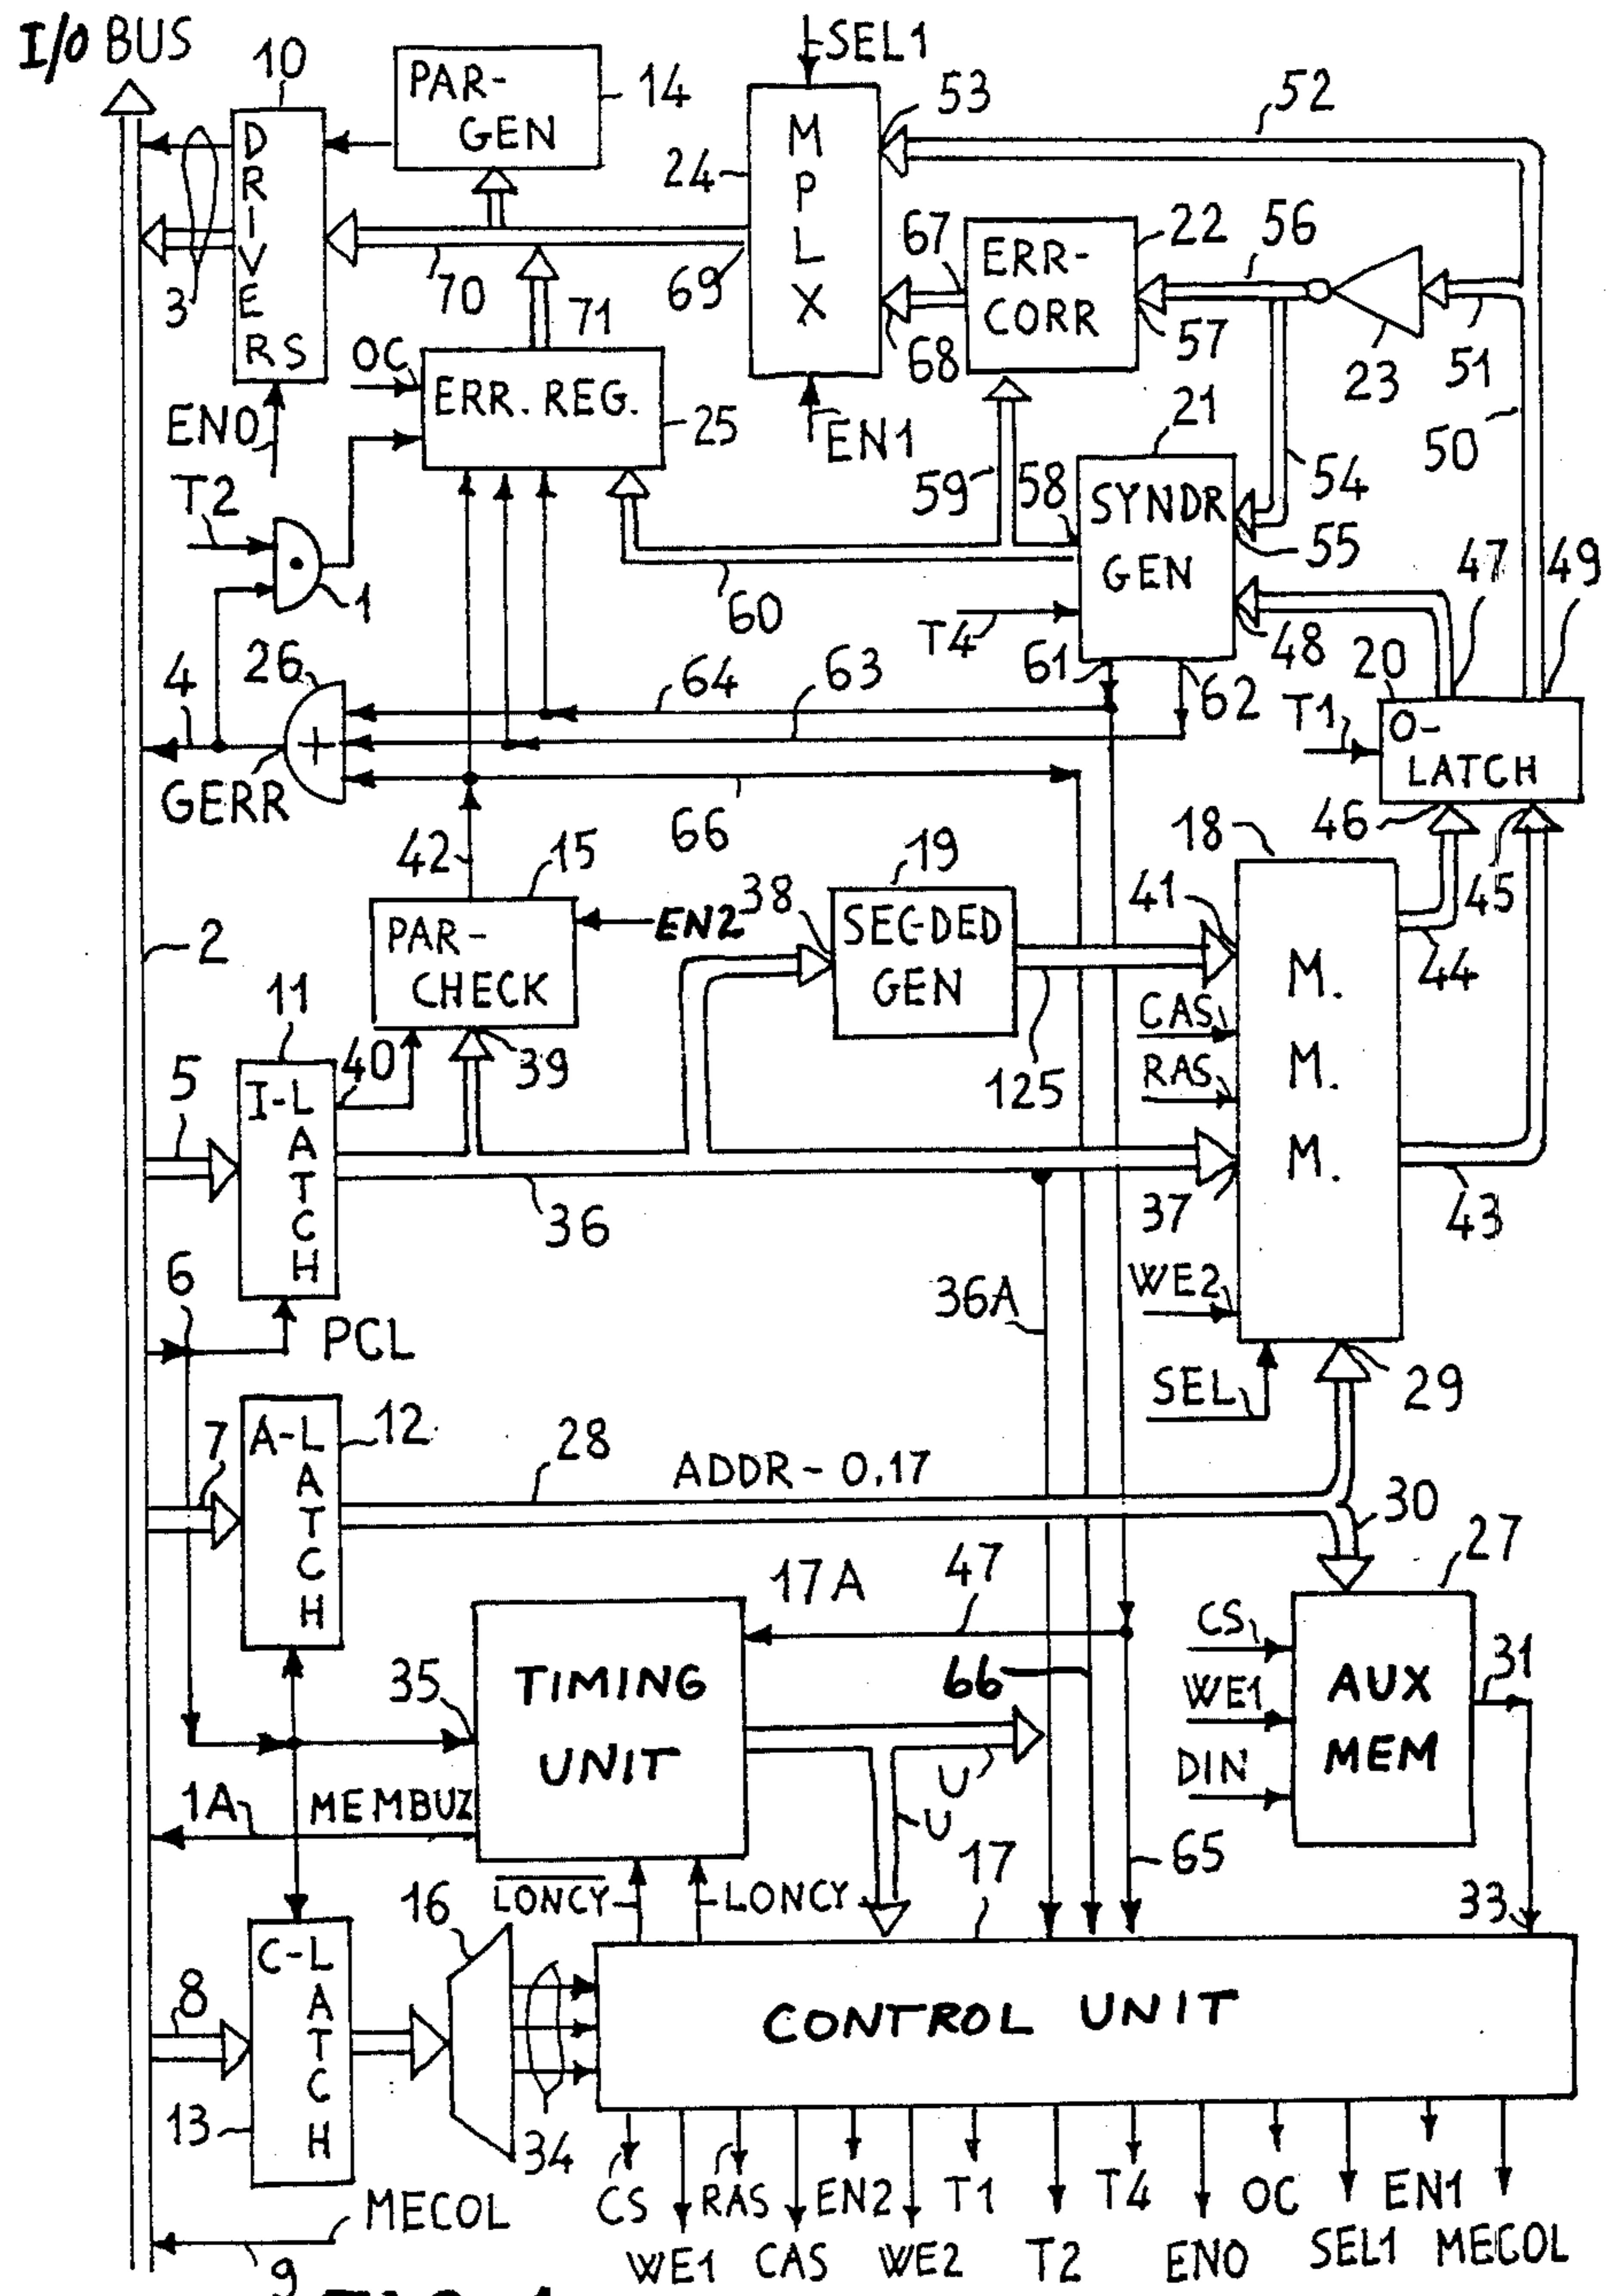 I/O BUS
10
PAR-
GEN
14
SEL1
53
52
D
R
I
V
E
RS
24
M
P
L
X
67
ERR-
CORR
22
56
3
70
71
69
68
57
23
51
OC
ERR. REG.
25
EN1
21
50
ENO
T2
59
58
SYNDR
GEN
54
55
1
60
T4
48
47
49
4
26
64
63
61
62
20
T1
O-
LATCH
GERR
66
46
45
42
15
19
18
PAR-
CHECK
EN2
38
SEC-DED
GEN
41
44
2
M.
M.
M.
11
40
39
125
CAS
RAS
5
I-L
A
T
C
H
36
37
43
6
PCL
36A
WE2
SEL
29
7
A-L
A
T
C
H
12
28
ADDR - 0,17
30
27
17A
47
35
TIMING
UNIT
66
CS
WE1
DIN
AUX
MEM
31
1A
MEMBUZ
U
U
LONCY
LONCY
17
65
33
16
8
C-L
A
T
C
H
13
34
CONTROL UNIT
CS
RAS
EN2
T1
T4
OC
EN1
WE1
CAS
WE2
T2
ENO
SEL1
MECOL
MECOL
9